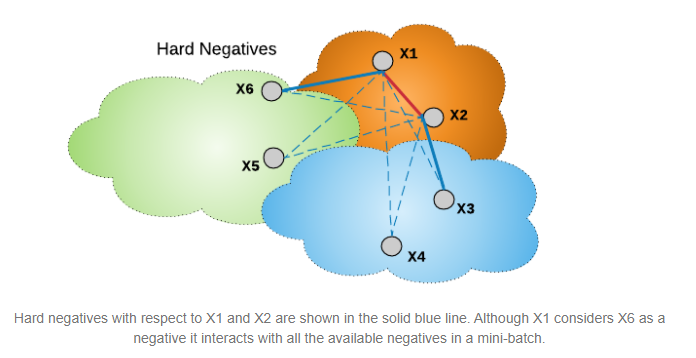 Hard Negatives
X1
X6
X2
X5
X3
X4
Hard negatives with respect to X1 and X2 are shown in the solid blue line. Although X1 considers X6 as a
negative it interacts with all the available negatives in a mini-batch.